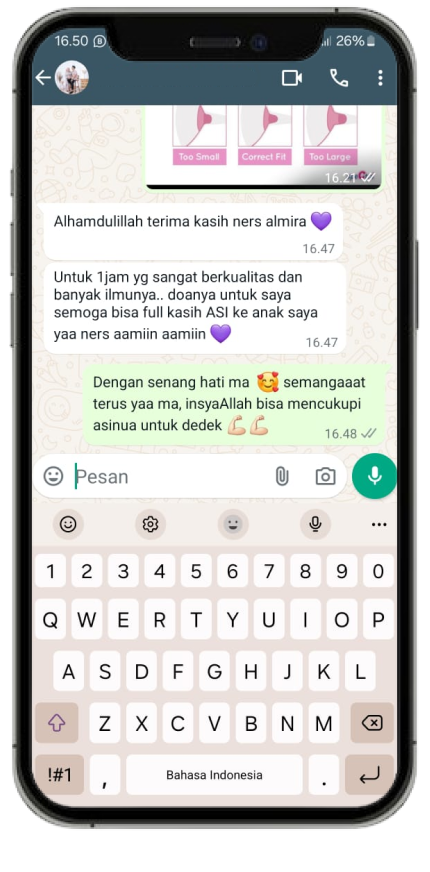 16.50
26%
Too Small
Correct Fit
Too Large
16.21
Alhamdulillah terima kasih ners almira 💜
16.47
Untuk 1jam yg sangat berkualitas dan
banyak ilmunya.. doanya untuk saya
semoga bisa full kasih ASI ke anak saya
yaa ners aamiin aamiin 💜
16.47
Dengan senang hati ma 🥰 semangaaat
terus yaa ma, insyaAllah bisa mencukupi
asinua untuk dedek 💪🏻💪🏻
16.48
Pesan
1 2 3 4 5 6 7 8 9 0
Q W E R T Y U I O P
A S D F G H J K L
Z X C V B N M
!#1 , Bahasa Indonesia .